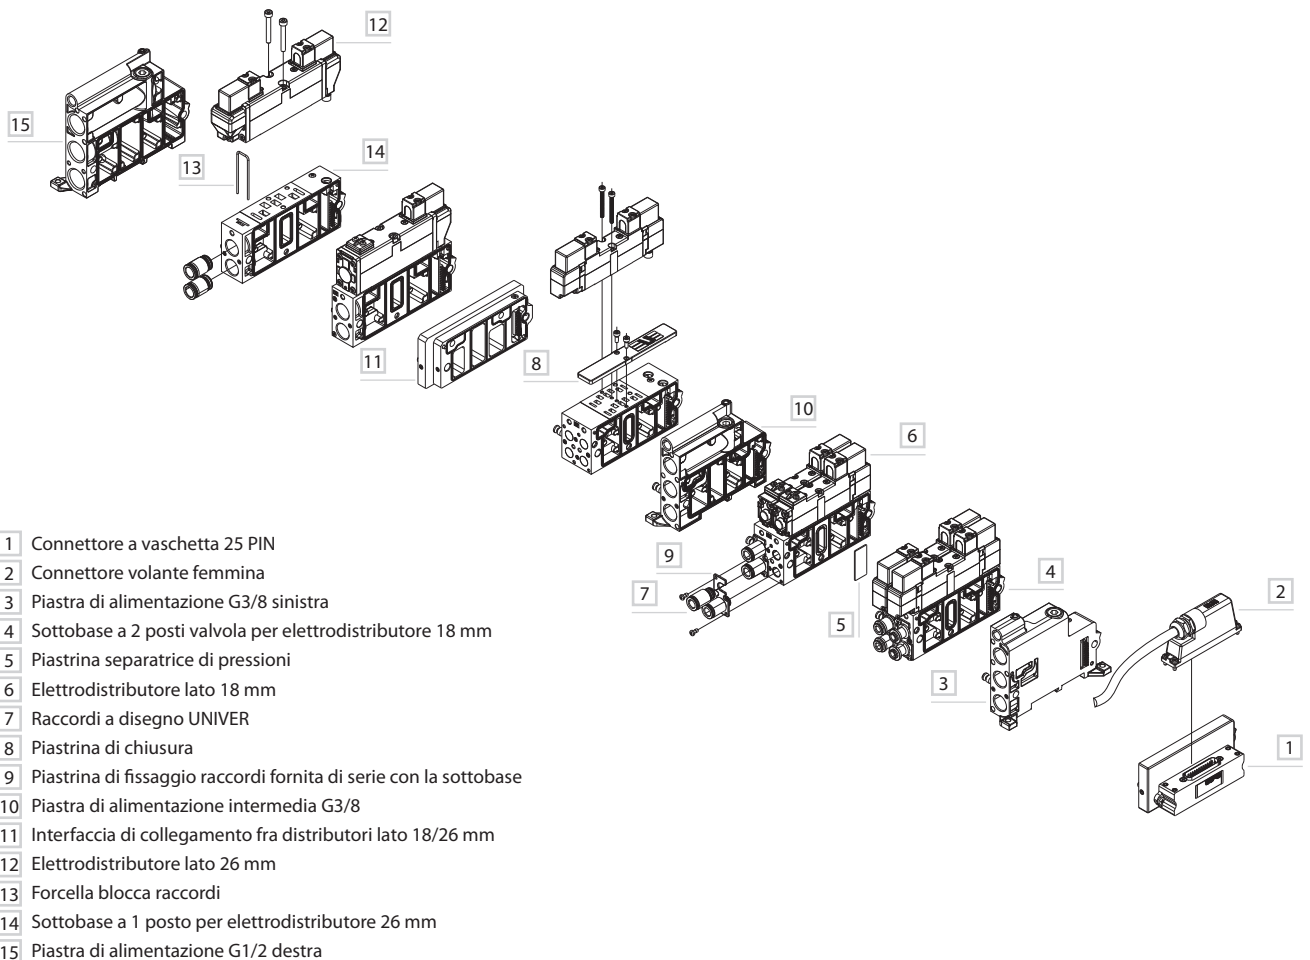 12
15
14
13
11
8
10
6
9
7
5
4
2
3
1
1 Connettore a vaschetta 25 PIN
2 Connettore volante femmina
3 Piastra di alimentazione G3/8 sinistra
4 Sottobase a 2 posti valvola per elettrodistributore 18 mm
5 Piastrina separatrice di pressioni
6 Elettrodistributore lato 18 mm
7 Raccordi a disegno UNIVER
8 Piastrina di chiusura
9 Piastrina di fissaggio raccordi fornita di serie con la sottobase
10 Piastra di alimentazione intermedia G3/8
11 Interfaccia di collegamento fra distributori lato 18/26 mm
12 Elettrodistributore lato 26 mm
13 Forcella blocca raccordi
14 Sottobase a 1 posto per elettrodistributore 26 mm
15 Piastra di alimentazione G1/2 destra